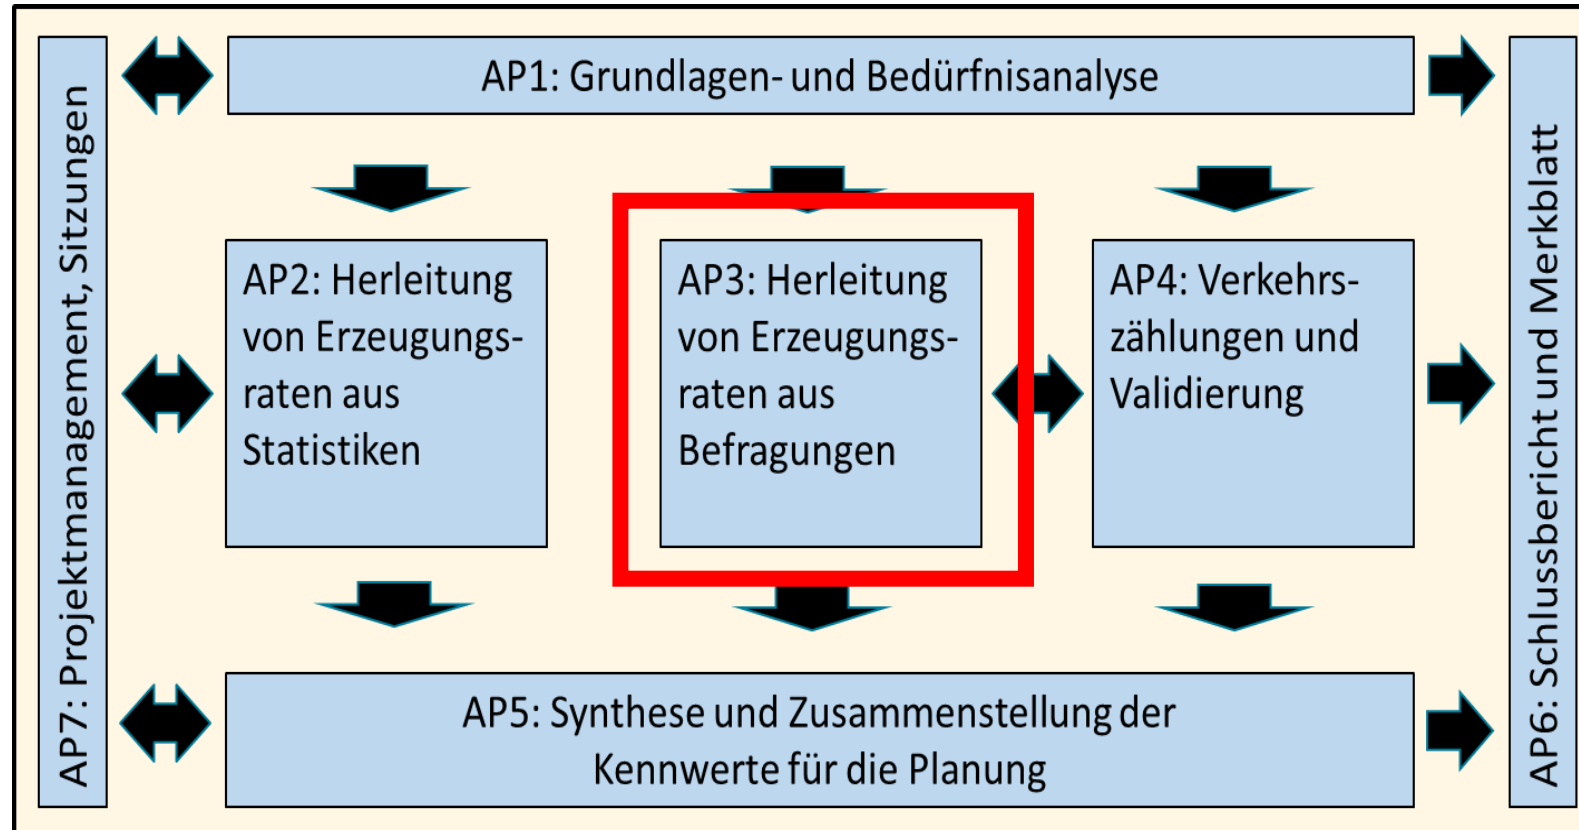 AP7: Projektmanagement, Sitzungen
AP1: Grundlagen- und Bedürfnisanalyse
AP2: Herleitung
von Erzeugungs-
raten aus
Statistiken
AP3: Herleitung
von Erzeugungs-
raten aus
Befragungen
AP4: Verkehrs-
zählungen und
Validierung
AP5: Synthese und Zusammenstellung der
Kennwerte für die Planung
AP6: Schlussbericht und Merkblatt